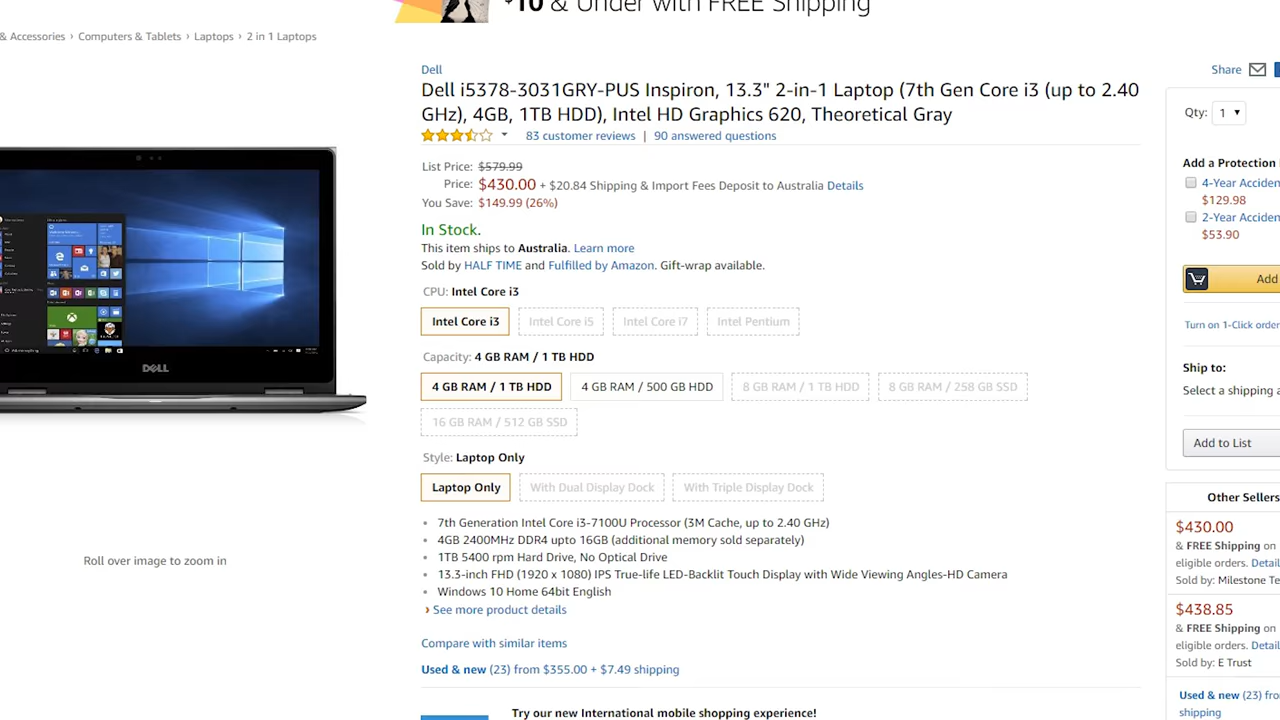 $10 & Under with FREE Shipping
& Accessories › Computers & Tablets › Laptops › 2 in 1 Laptops
Dell
Share
Dell i5378-3031GRY-PUS Inspiron, 13.3" 2-in-1 Laptop (7th Gen Core i3 (up to 2.40
GHz), 4GB, 1TB HDD), Intel HD Graphics 620, Theoretical Gray
Qty: 1
83 customer reviews | 90 answered questions
List Price: $579.99
Price: $430.00 + $20.84 Shipping & Import Fees Deposit to Australia Details
You Save: $149.99 (26%)
In Stock.
This item ships to Australia. Learn more
Sold by HALF TIME and Fulfilled by Amazon. Gift-wrap available.
CPU: Intel Core i3
Intel Core i3 Intel Core i5 Intel Core i7 Intel Pentium
Capacity: 4 GB RAM / 1 TB HDD
4 GB RAM / 1 TB HDD 4 GB RAM / 500 GB HDD 8 GB RAM / 1 TB HDD 8 GB RAM / 258 GB SSD
16 GB RAM / 512 GB SSD
Style: Laptop Only
Laptop Only With Dual Display Dock With Triple Display Dock
• 7th Generation Intel Core i3-7100U Processor (3M Cache, up to 2.40 GHz)
• 4GB 2400MHz DDR4 upto 16GB (additional memory sold separately)
• 1TB 5400 rpm Hard Drive, No Optical Drive
• 13.3-inch FHD (1920 x 1080) IPS True-life LED-Backlit Touch Display with Wide Viewing Angles-HD Camera
• Windows 10 Home 64bit English
› See more product details
Compare with similar items
Used & new (23) from $355.00 + $7.49 shipping
Try our new International mobile shopping experience!
DELL
Roll over image to zoom in
Add a Protection
4-Year Acciden
$129.98
2-Year Acciden
$53.90
Add
Turn on 1-Click order
Ship to:
Select a shipping a
Add to List
Other Sellers
$430.00
& FREE Shipping on
eligible orders. Detail
Sold by: Milestone Te
$438.85
& FREE Shipping on
eligible orders. Detail
Sold by: E Trust
Used & new (23) fro
shipping